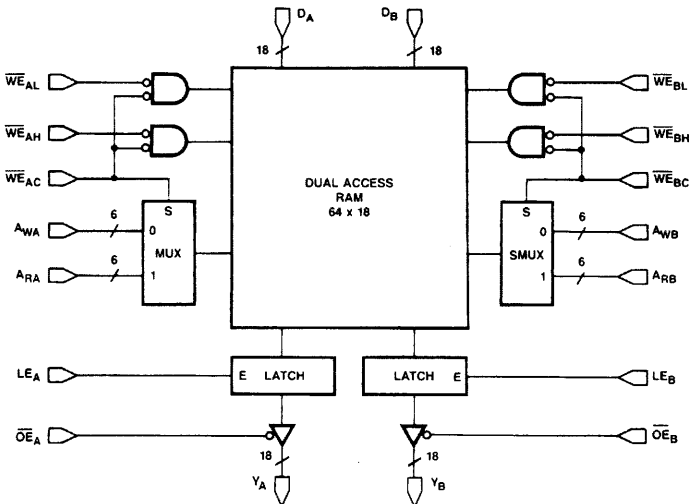 D_A D_B
18 18
WE_AL WE_BL
WE_AH WE_BH
WE_AC WE_BC
DUAL ACCESS
RAM
64 x 18
S S
A_WA 6 0 0 6 A_WB
MUX SMUX
A_RA 6 1 1 6 A_RB
LE_A E LATCH LATCH E LE_B
OE_A OE_B
18 18
Y_A Y_B